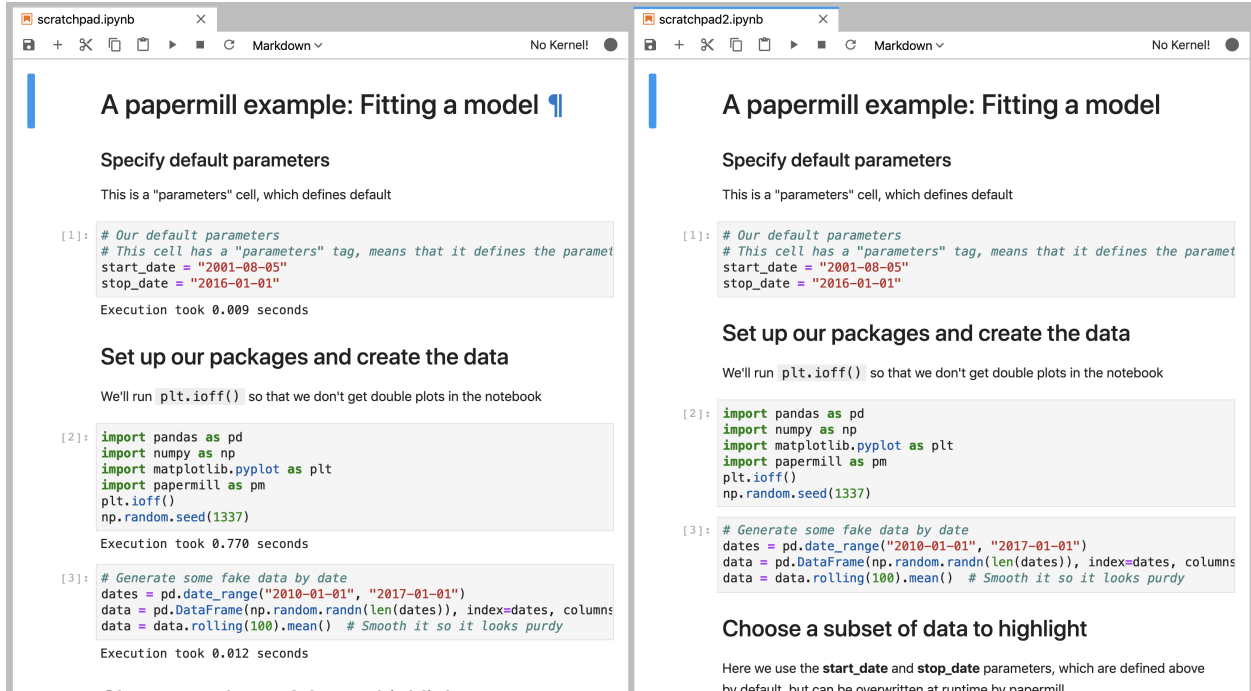 scratchpad.ipynb
Markdown
No Kernel!
A papermill example: Fitting a model ¶
Specify default parameters
This is a "parameters" cell, which defines default
[1]:
# Our default parameters
# This cell has a "parameters" tag, means that it defines the paramet
start_date = "2001-08-05"
stop_date = "2016-01-01"
Execution took 0.009 seconds
Set up our packages and create the data
We'll run plt.ioff() so that we don't get double plots in the notebook
[2]:
import pandas as pd
import numpy as np
import matplotlib.pyplot as plt
import papermill as pm
plt.ioff()
np.random.seed(1337)
Execution took 0.770 seconds
[3]:
# Generate some fake data by date
dates = pd.date_range("2010-01-01", "2017-01-01")
data = pd.DataFrame(np.random.randn(len(dates)), index=dates, columns
data = data.rolling(100).mean()  # Smooth it so it looks purdy
Execution took 0.012 seconds
scratchpad2.ipynb
Markdown
No Kernel!
A papermill example: Fitting a model
Specify default parameters
This is a "parameters" cell, which defines default
[1]:
# Our default parameters
# This cell has a "parameters" tag, means that it defines the paramet
start_date = "2001-08-05"
stop_date = "2016-01-01"
Set up our packages and create the data
We'll run plt.ioff() so that we don't get double plots in the notebook
[2]:
import pandas as pd
import numpy as np
import matplotlib.pyplot as plt
import papermill as pm
plt.ioff()
np.random.seed(1337)
[3]:
# Generate some fake data by date
dates = pd.date_range("2010-01-01", "2017-01-01")
data = pd.DataFrame(np.random.randn(len(dates)), index=dates, columns
data = data.rolling(100).mean()  # Smooth it so it looks purdy
Choose a subset of data to highlight
Here we use the start_date and stop_date parameters, which are defined above
by default, but can be overwritten at runtime by papermill